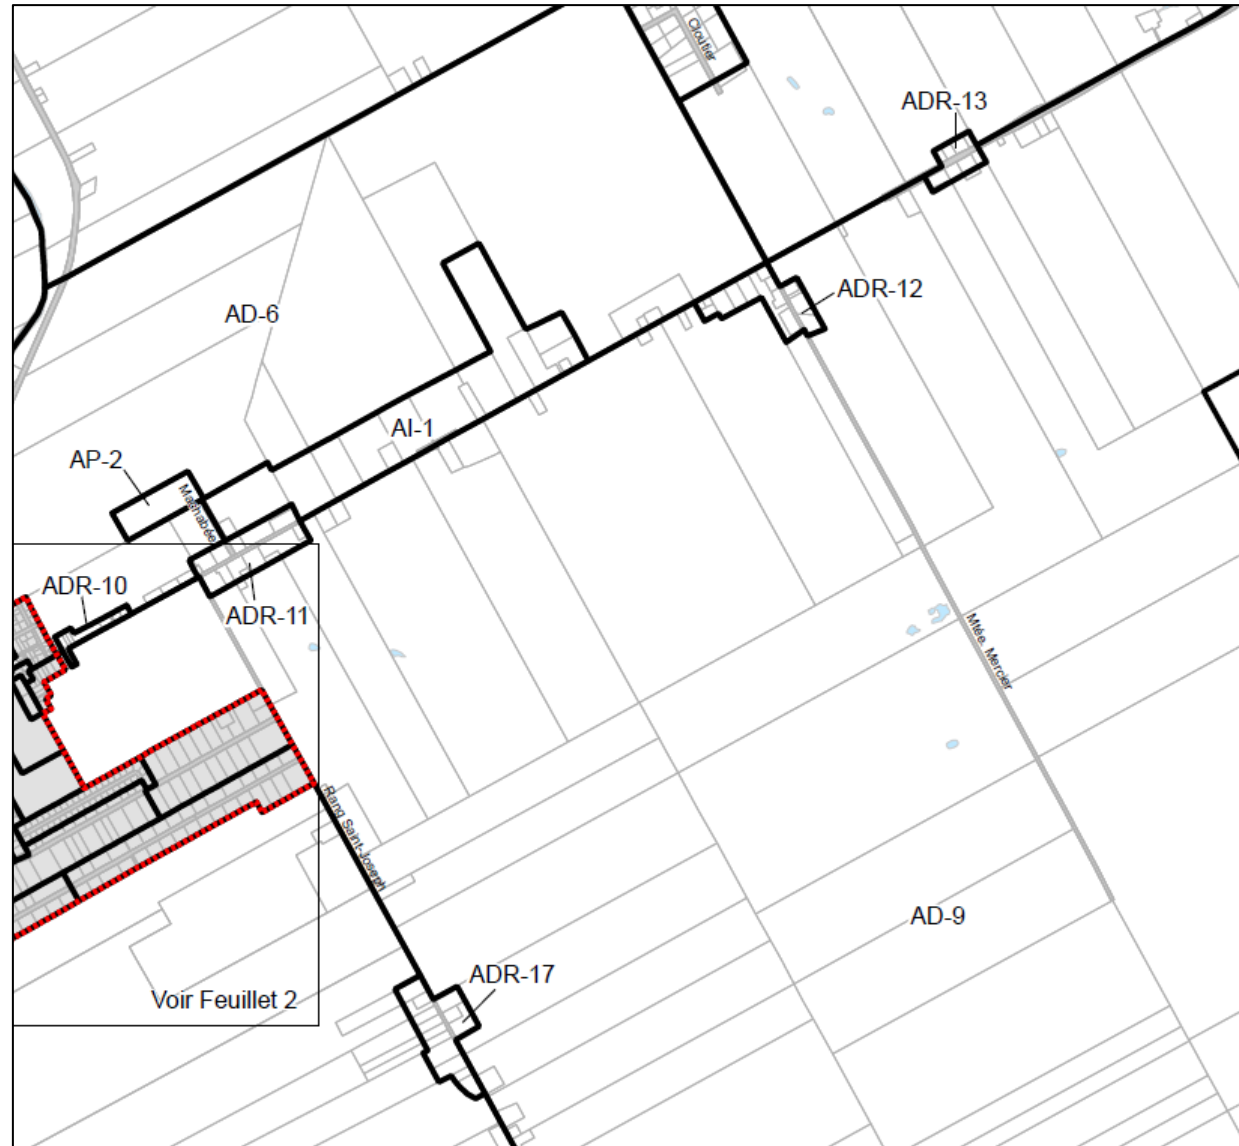 Cloutier
ADR-13
ADR-12
AD-6
AI-1
AP-2
Machabée
ADR-10
ADR-11
Mtée. Mercier
Rang Saint-Joseph
AD-9
ADR-17
Voir Feuillet 2